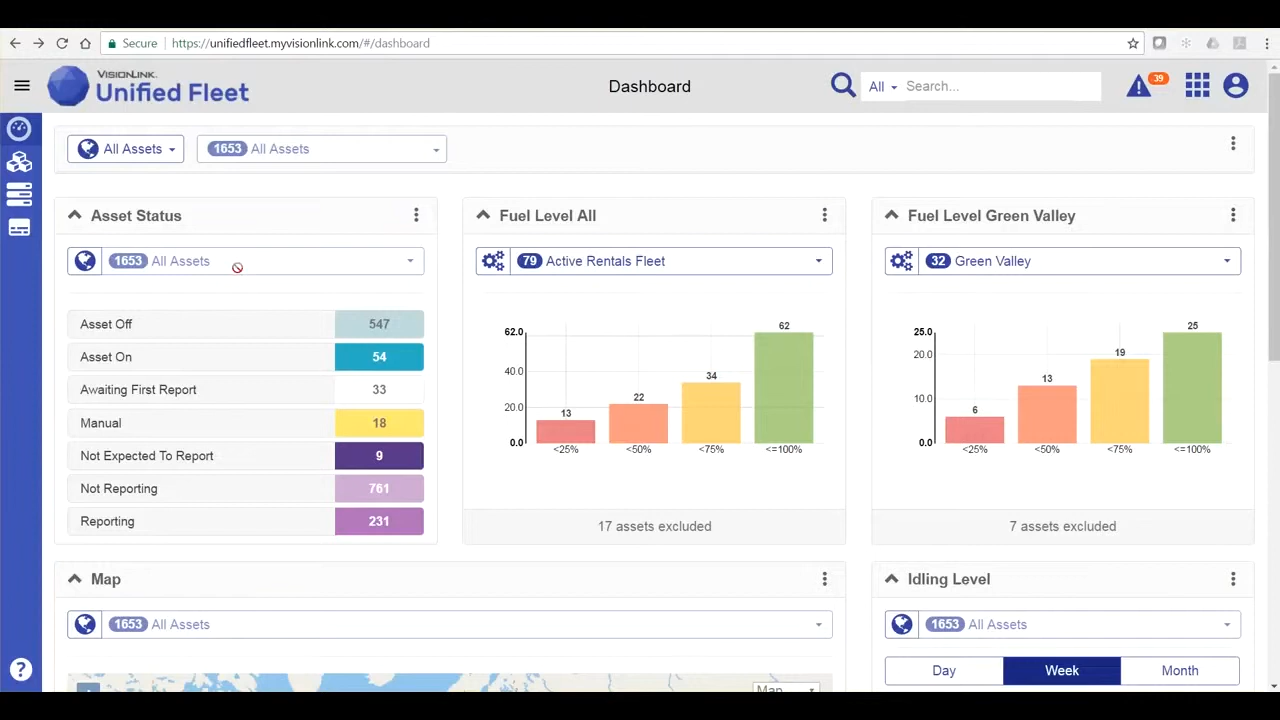 Secure https://unifiedfleet.myvisionlink.com/#/dashboard
VISIONLINK.
Unified Fleet
Dashboard
All Search...
39
All Assets 1653 All Assets
Asset Status
1653 All Assets
Asset Off 547
Asset On 54
Awaiting First Report 33
Manual 18
Not Expected To Report 9
Not Reporting 761
Reporting 231
Fuel Level All
79 Active Rentals Fleet
62.0
40.0
20.0
0.0
13
22
34
62
<25% <50% <75% <=100%
17 assets excluded
Fuel Level Green Valley
32 Green Valley
25.0
20.0
10.0
0.0
6
13
19
25
<25% <50% <75% <=100%
7 assets excluded
Map
1653 All Assets
Map
Idling Level
1653 All Assets
Day Week Month
?